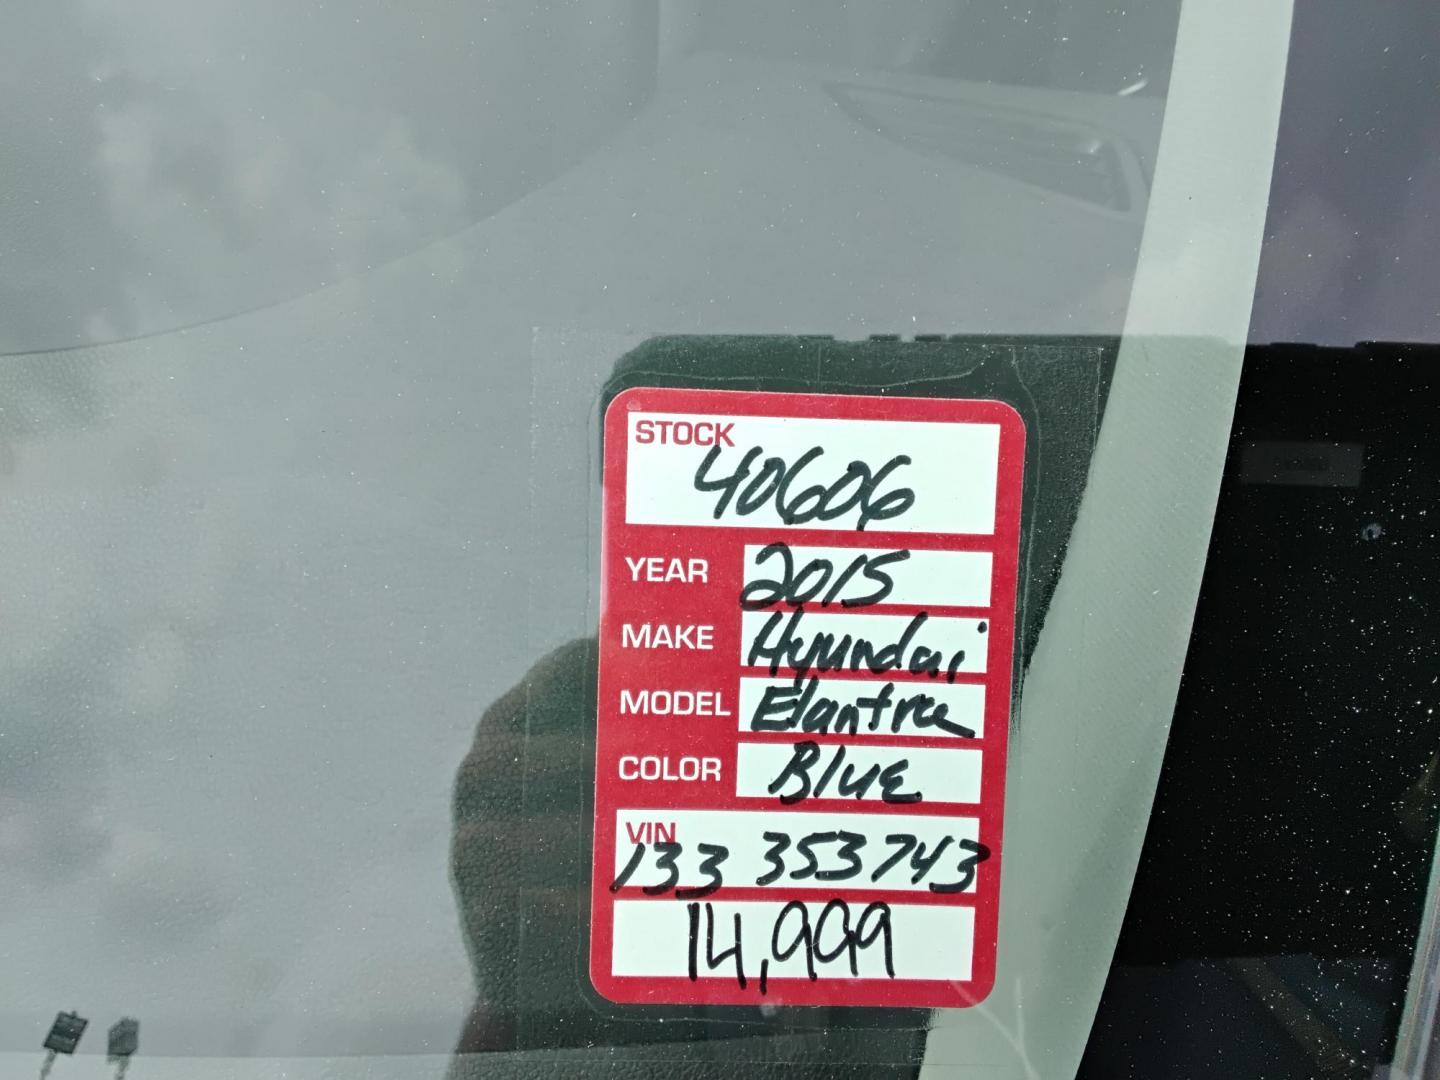 STOCK
40606
YEAR 2015
MAKE Hyundai
MODEL Elantra
COLOR Blue
VIN
133 353743
14,999